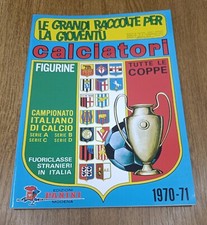 LE GRANDI RACCOLTE PER
LA GIOVENTÙ
calciatori
FIGURINE
TUTTE LE
COPPE
CAMPIONATO
ITALIANO
DI CALCIO
SERIE A SERIE B
SERIE C SERIE D
FUORICLASSE
STRANIERI
IN ITALIA
PANINI
1970-71